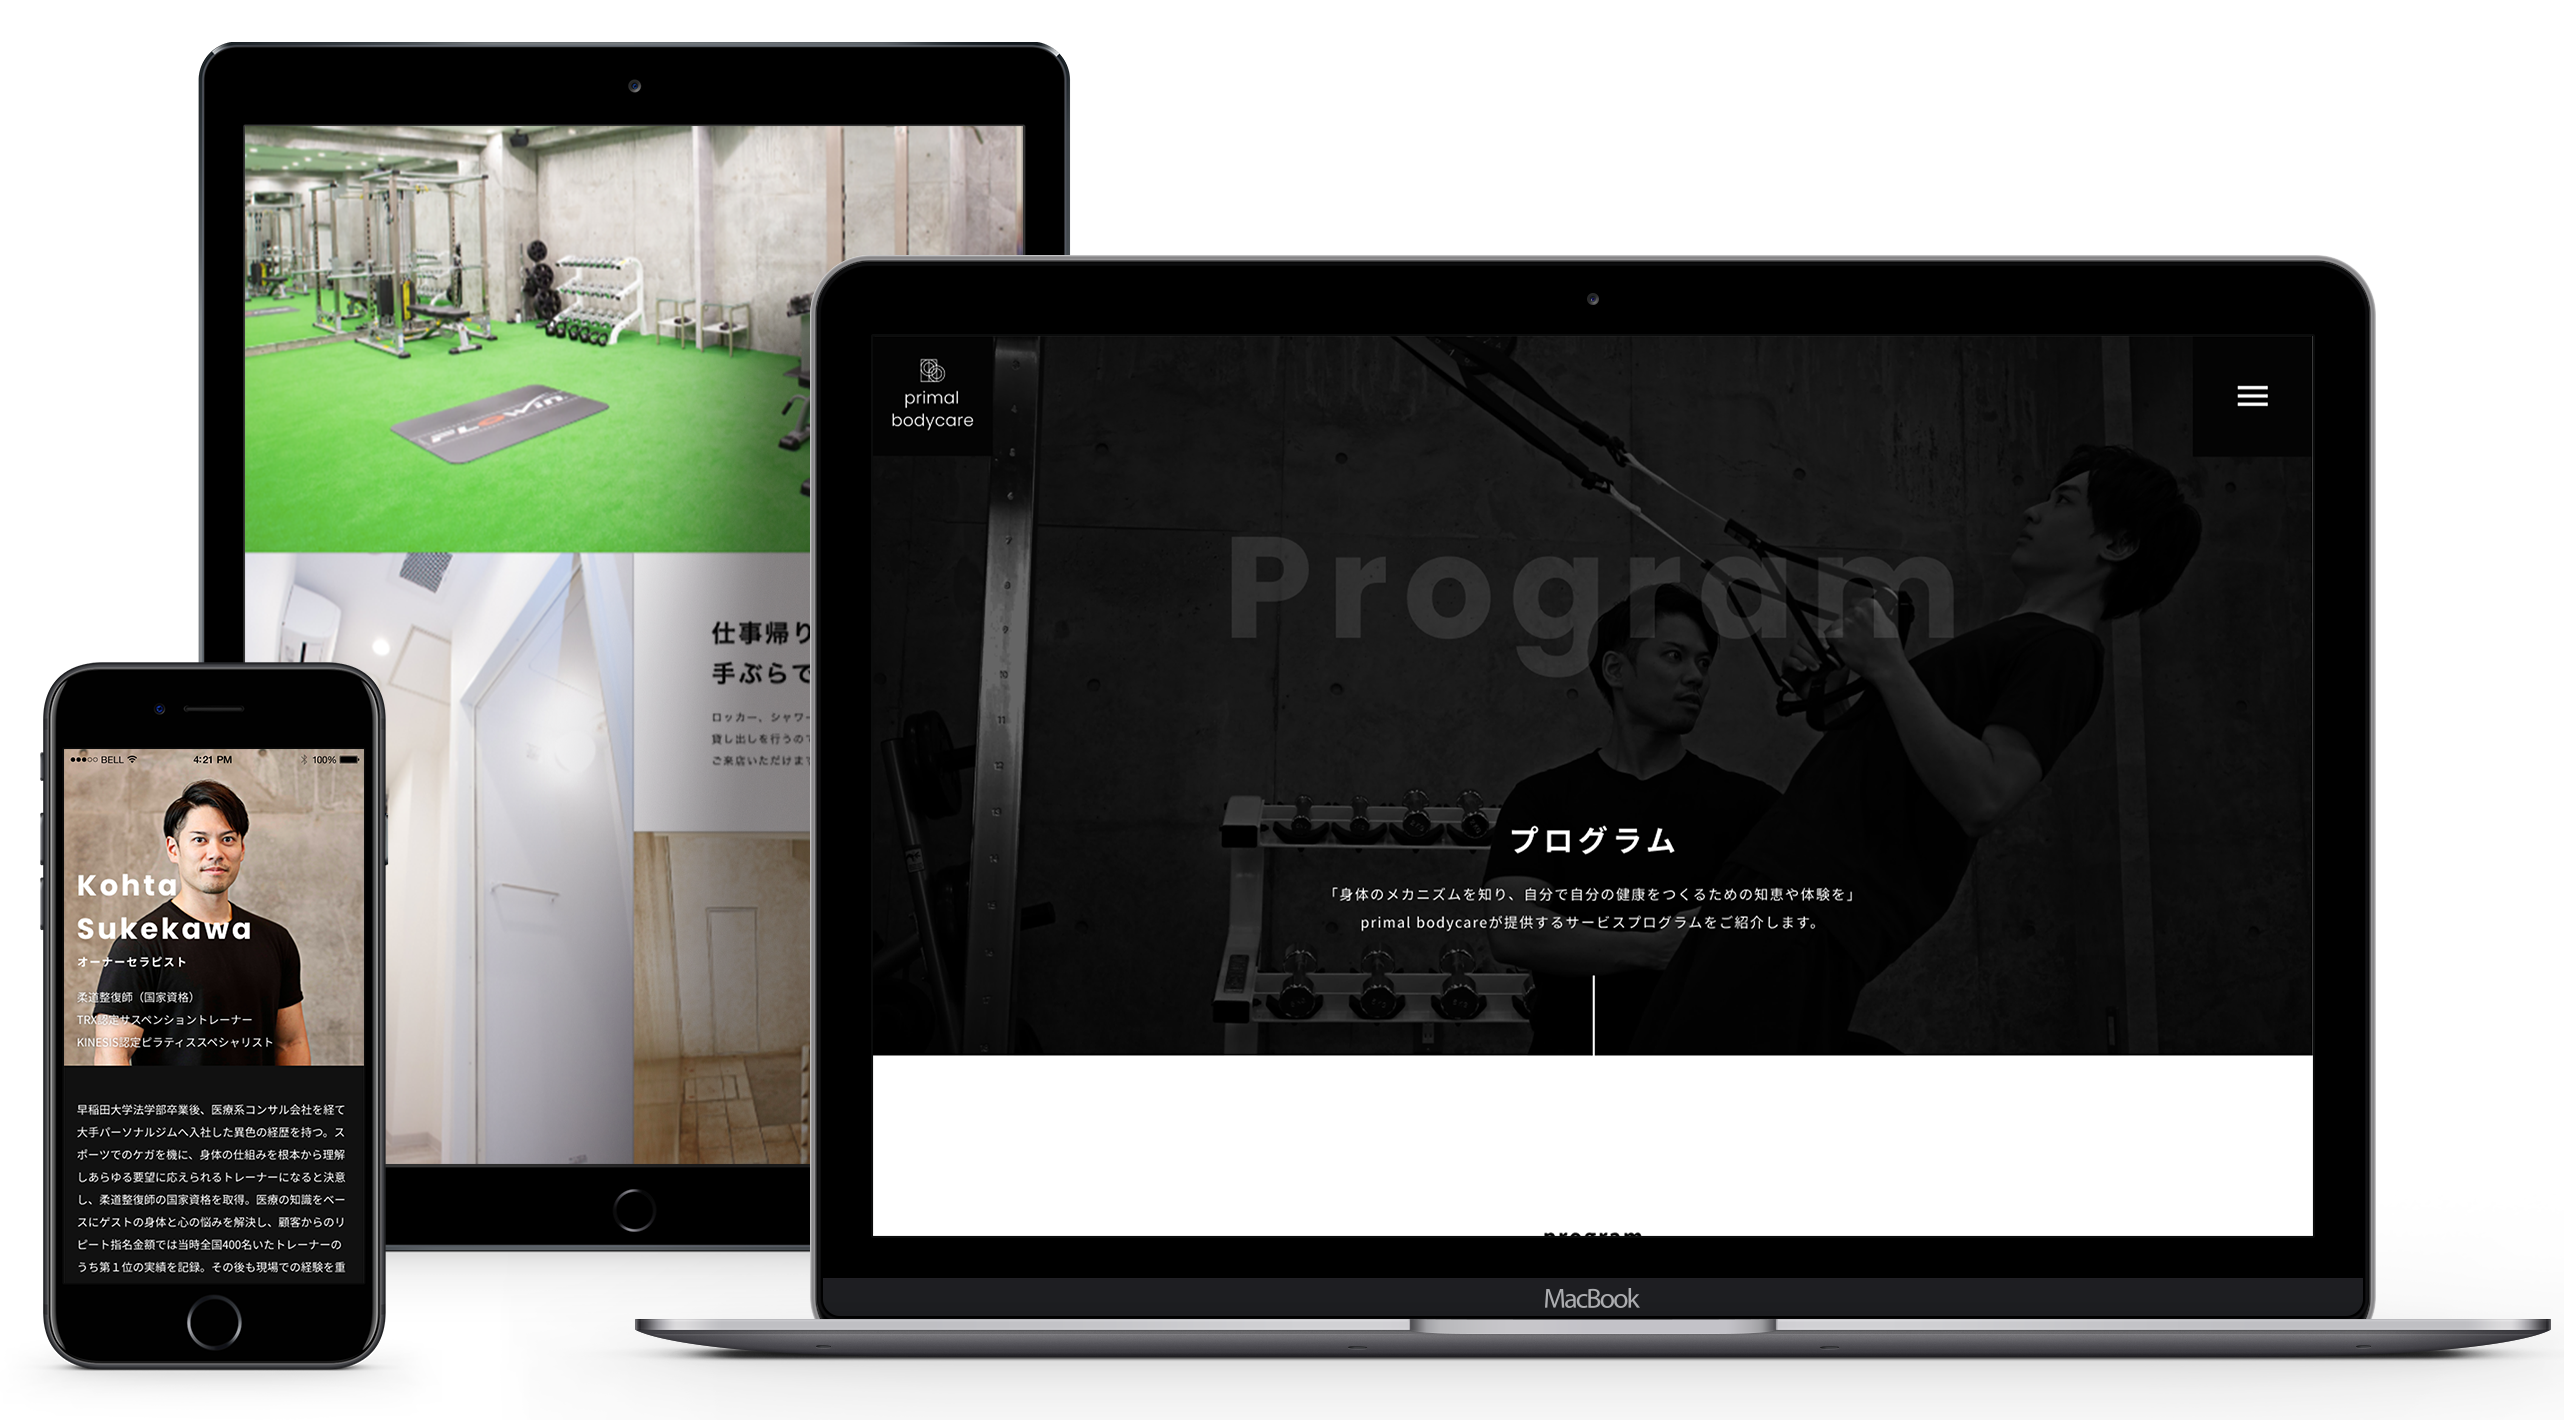 PLOWin
仕事帰り
手ぶらで
ロッカー、シャワー
貸し出しを行うので
ご来店いただけます
BELL
4:21 PM
100%
Kohta
Sukekawa
オーナーセラピスト
柔道整復師（国家資格）
TRX認定サスペンショントレーナー
KINESIS認定ピラティススペシャリスト
早稲田大学法学部卒業後、医療系コンサル会社を経て
大手パーソナルジムへ入社した異色の経歴を持つ。ス
ポーツでのケガを機に、身体の仕組みを根本から理解
しあらゆる要望に応えられるトレーナーになると決意
し、柔道整復師の国家資格を取得。医療の知識をベー
スにゲストの身体と心の悩みを解決し、顧客からのリ
ピート指名金額では当時全国400名いたトレーナーの
うち第１位の実績を記録。その後も現場での経験を重
primal
bodycare
Program
プログラム
「身体のメカニズムを知り、自分で自分の健康をつくるための知恵や体験を」
primal bodycareが提供するサービスプログラムをご紹介します。
program
MacBook